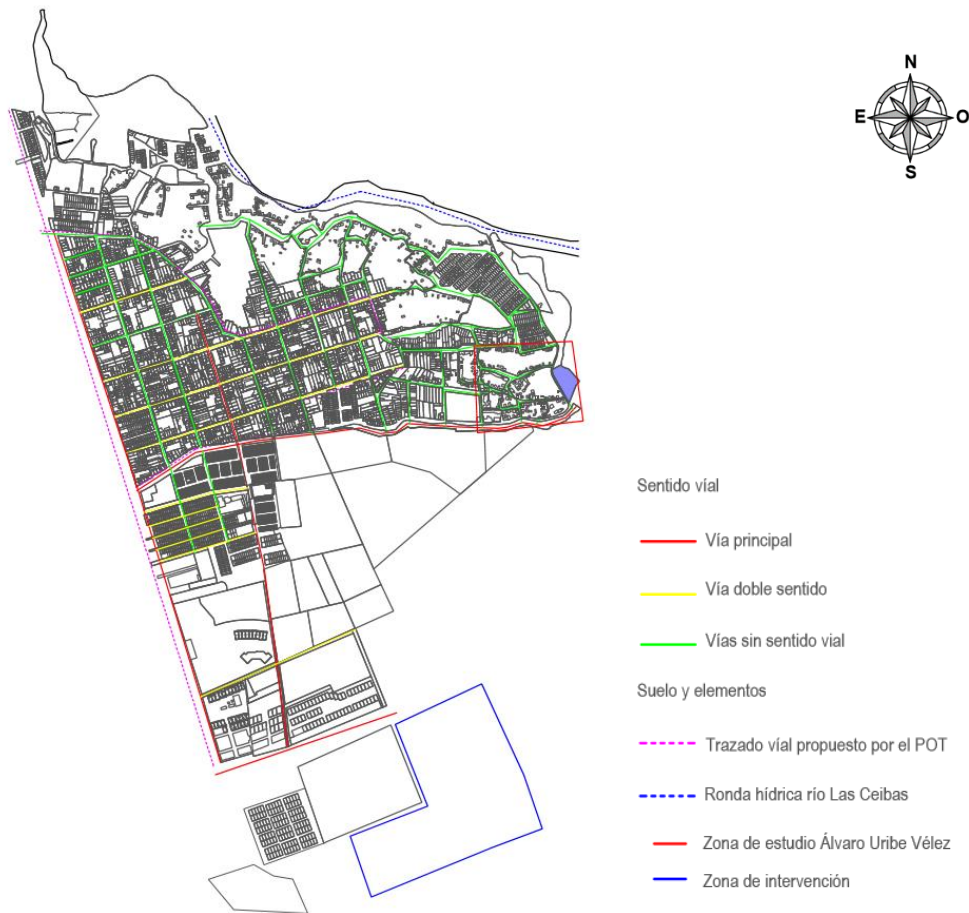 N
E O
S
Sentido víal
Vía principal
Vía doble sentido
Vías sin sentido vial
Suelo y elementos
Trazado víal propuesto por el POT
Ronda hídrica río Las Ceibas
Zona de estudio Álvaro Uribe Vélez
Zona de intervención